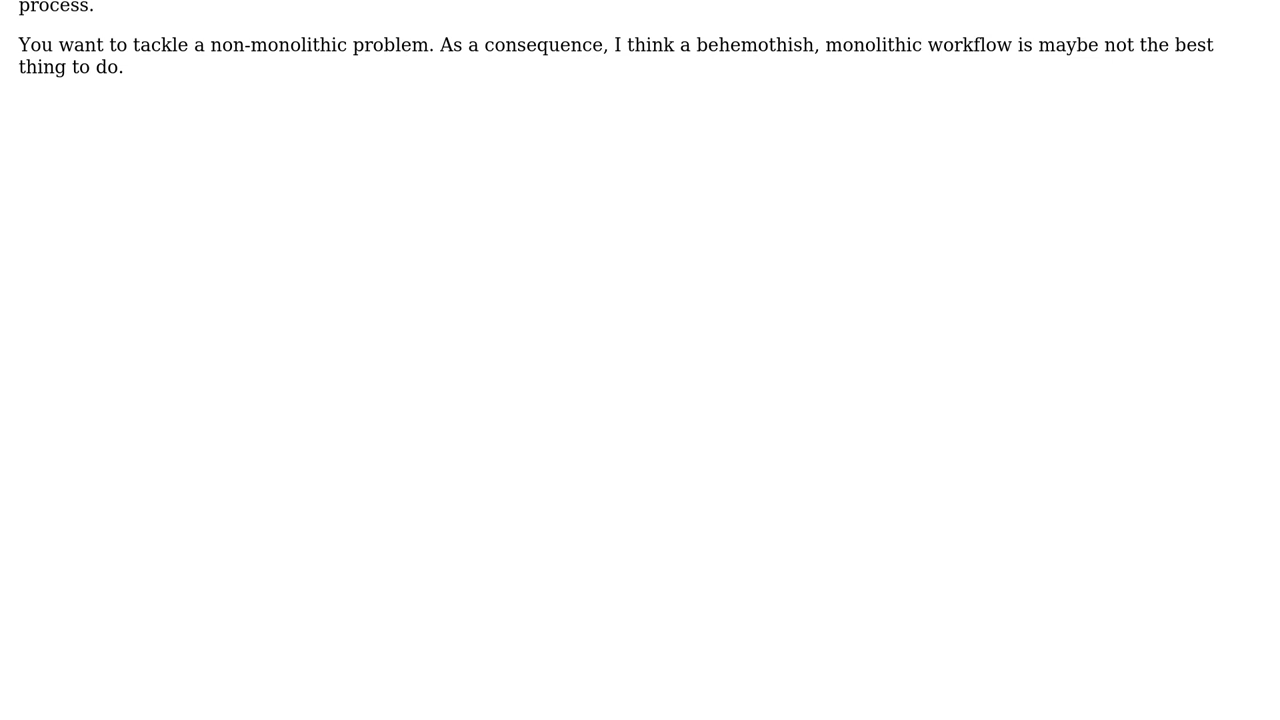 process.
You want to tackle a non-monolithic problem. As a consequence, I think a behemothish, monolithic workflow is maybe not the best
thing to do.